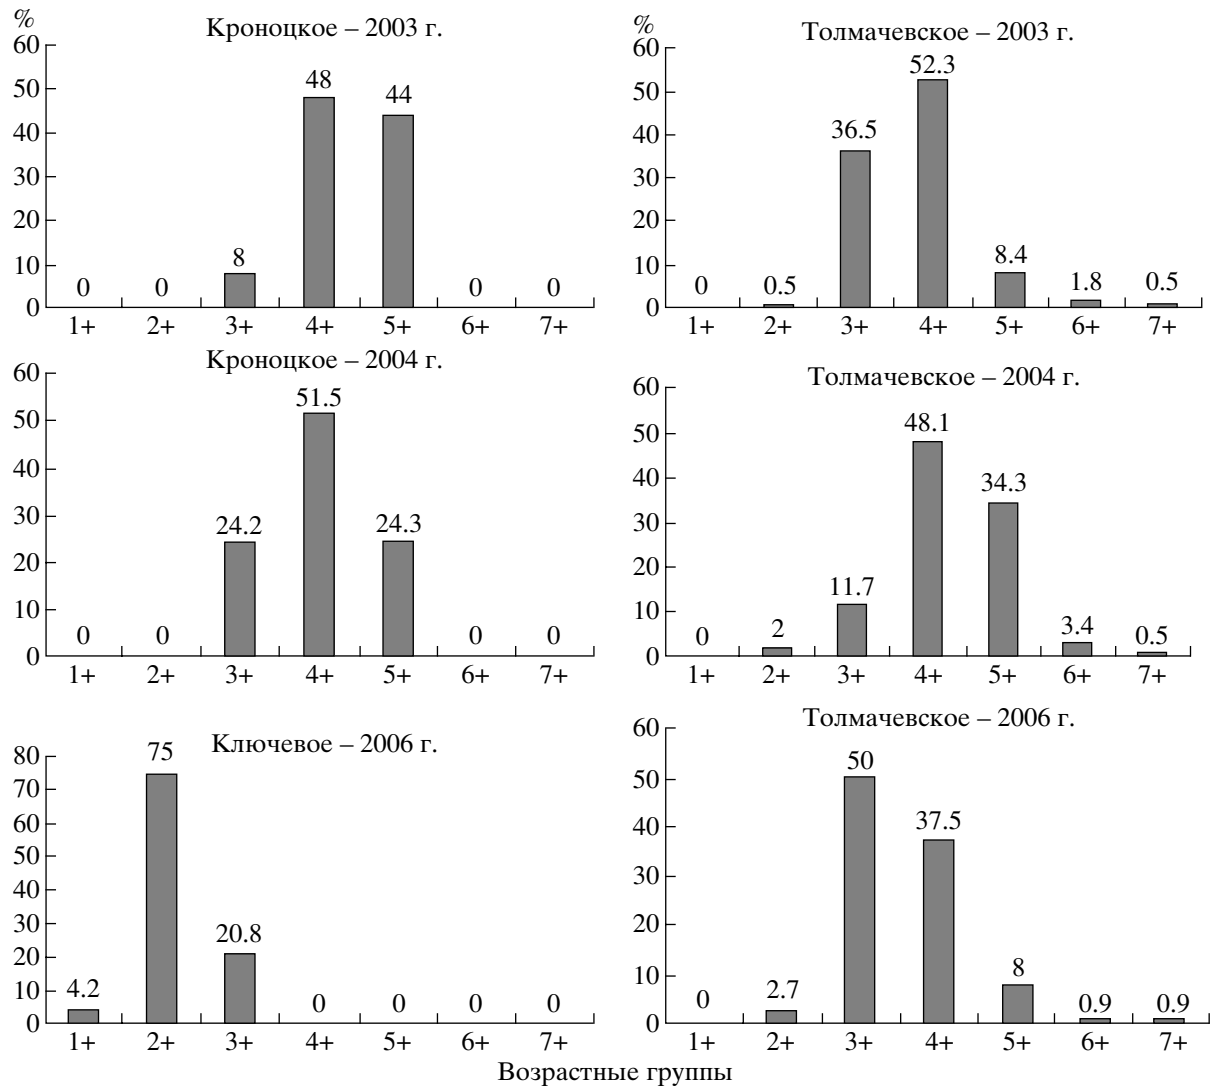 %
Кроноцкое – 2003 г.
60
50
40
30
20
10
0
0 0 8 48 44 0 0
1+ 2+ 3+ 4+ 5+ 6+ 7+
%
Толмачевское – 2003 г.
60
50
40
30
20
10
0
0 0.5 36.5 52.3 8.4 1.8 0.5
1+ 2+ 3+ 4+ 5+ 6+ 7+
Кроноцкое – 2004 г.
60
50
40
30
20
10
0
0 0 24.2 51.5 24.3 0 0
1+ 2+ 3+ 4+ 5+ 6+ 7+
Толмачевское – 2004 г.
60
50
40
30
20
10
0
0 2 11.7 48.1 34.3 3.4 0.5
1+ 2+ 3+ 4+ 5+ 6+ 7+
Ключевое – 2006 г.
80
70
60
50
40
30
20
10
0
4.2 75 20.8 0 0 0 0
1+ 2+ 3+ 4+ 5+ 6+ 7+
Толмачевское – 2006 г.
60
50
40
30
20
10
0
0 2.7 50 37.5 8 0.9 0.9
1+ 2+ 3+ 4+ 5+ 6+ 7+
Возрастные группы